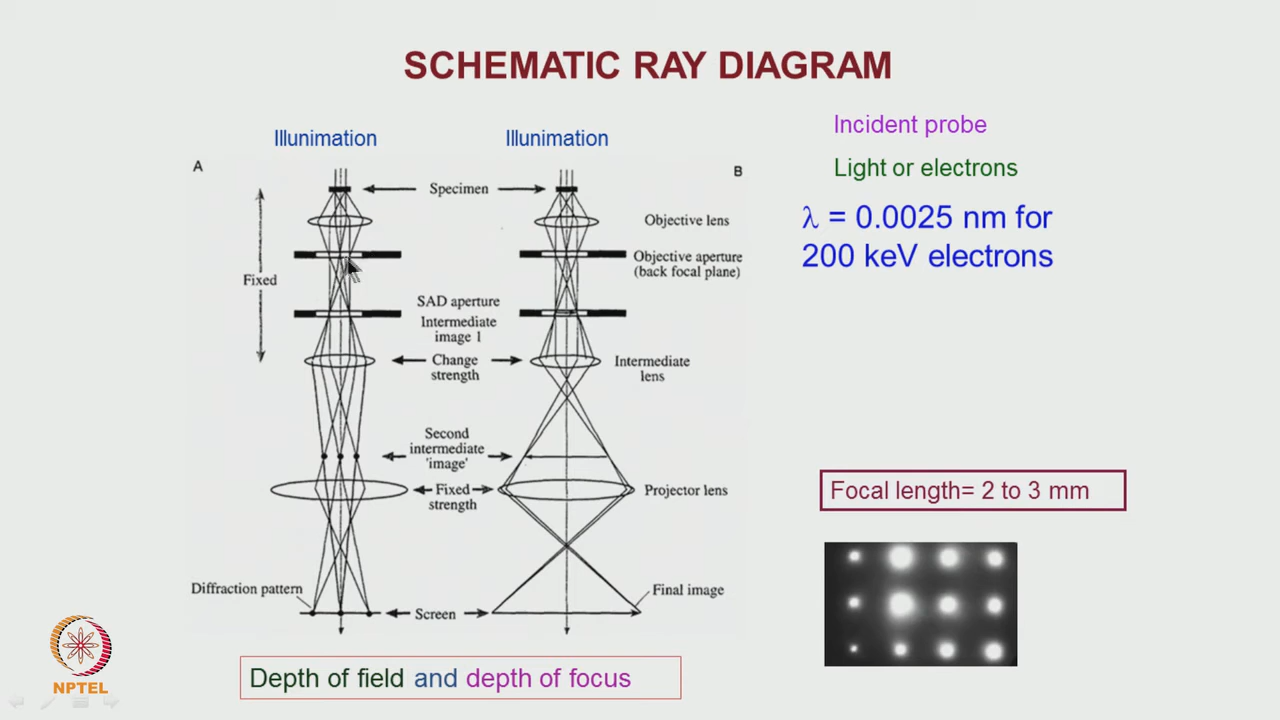 SCHEMATIC RAY DIAGRAM
Illunimation
Illunimation
Incident probe
Light or electrons
λ = 0.0025 nm for
200 keV electrons
A
B
Specimen
Objective lens
Objective aperture
(back focal plane)
Fixed
SAD aperture
Intermediate
image 1
Change
strength
Intermediate
lens
Second
intermediate
'image'
Fixed
strength
Projector lens
Focal length= 2 to 3 mm
Diffraction pattern
Final image
Screen
Depth of field and depth of focus
NPTEL